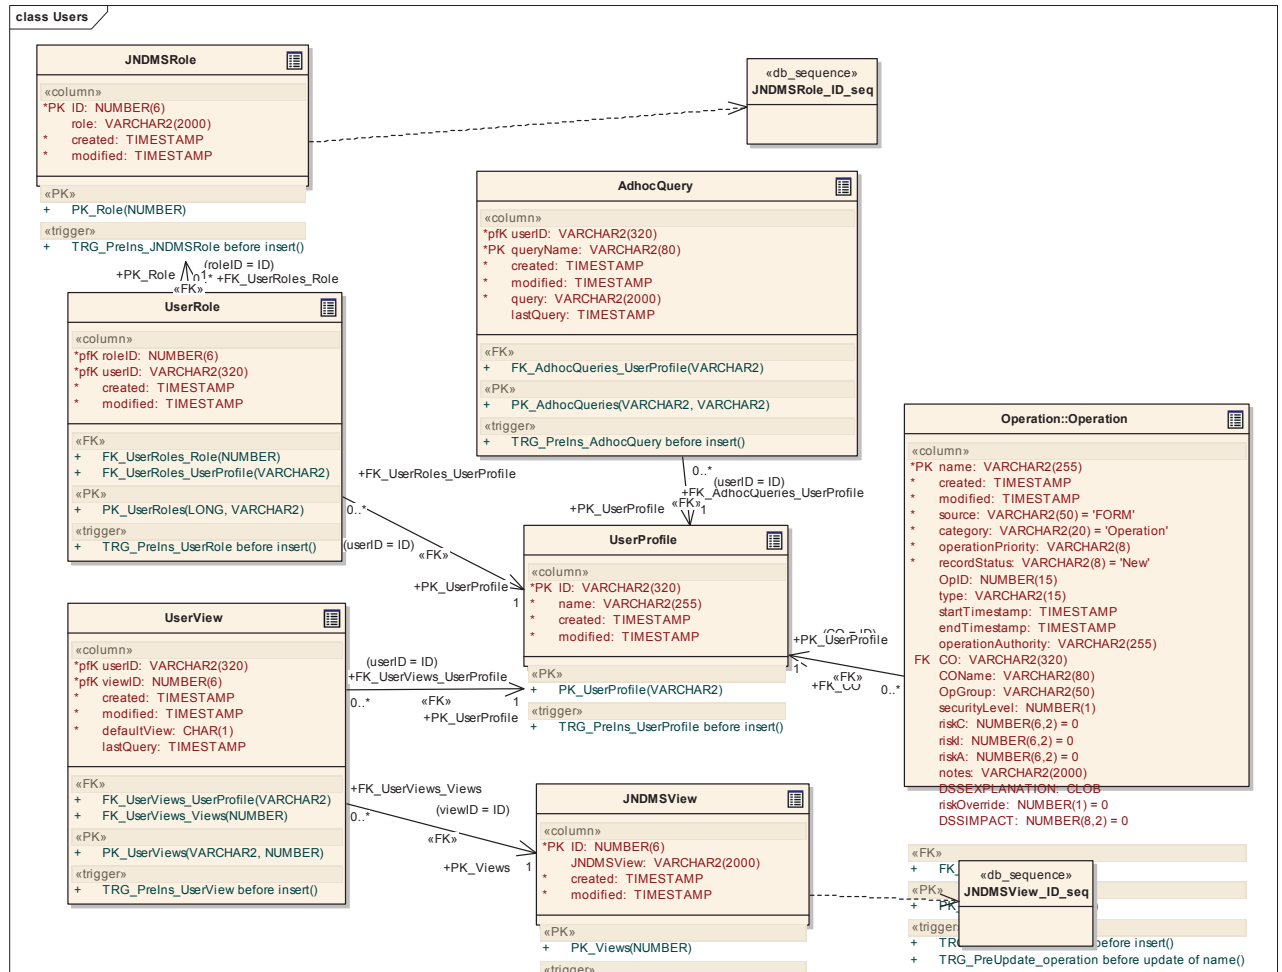 class Users
JNDMSRole
«column»
*PK ID: NUMBER(6)
role: VARCHAR2(2000)
* created: TIMESTAMP
* modified: TIMESTAMP
«PK»
+ PK_Role(NUMBER)
«trigger»
+ TRG_PreIns_JNDMSRole before insert()
«db_sequence»
JNDMSRole_ID_seq
AdhocQuery
«column»
*pfK userID: VARCHAR2(320)
*PK queryName: VARCHAR2(80)
* created: TIMESTAMP
* modified: TIMESTAMP
* query: VARCHAR2(2000)
lastQuery: TIMESTAMP
«FK»
+ FK_AdhocQueries_UserProfile(VARCHAR2)
«PK»
+ PK_AdhocQueries(VARCHAR2, VARCHAR2)
«trigger»
+ TRG_PreIns_AdhocQuery before insert()
(roleID = ID)
+PK_Role
1
0..*
+FK_UserRoles_Role
«FK»
UserRole
«column»
*pfK roleID: NUMBER(6)
*pfK userID: VARCHAR2(320)
* created: TIMESTAMP
* modified: TIMESTAMP
«FK»
+ FK_UserRoles_Role(NUMBER)
+ FK_UserRoles_UserProfile(VARCHAR2)
«PK»
+ PK_UserRoles(LONG, VARCHAR2)
«trigger»
+ TRG_PreIns_UserRole before insert()
+FK_UserRoles_UserProfile
0..*
(userID = ID)
«FK»
+PK_UserProfile
1
0..*
(userID = ID)
+FK_AdhocQueries_UserProfile
«FK»
+PK_UserProfile
1
UserProfile
«column»
*PK ID: VARCHAR2(320)
* name: VARCHAR2(255)
* created: TIMESTAMP
* modified: TIMESTAMP
«PK»
+ PK_UserProfile(VARCHAR2)
«trigger»
+ TRG_PreIns_UserProfile before insert()
Operation::Operation
«column»
*PK name: VARCHAR2(255)
* created: TIMESTAMP
* modified: TIMESTAMP
* source: VARCHAR2(50) = 'FORM'
* category: VARCHAR2(20) = 'Operation'
* operationPriority: VARCHAR2(8)
* recordStatus: VARCHAR2(8) = 'New'
OpID: NUMBER(15)
type: VARCHAR2(15)
startTimestamp: TIMESTAMP
endTimestamp: TIMESTAMP
operationAuthority: VARCHAR2(255)
FK CO: VARCHAR2(320)
COName: VARCHAR2(80)
OpGroup: VARCHAR2(50)
securityLevel: NUMBER(1)
riskC: NUMBER(6,2) = 0
riskI: NUMBER(6,2) = 0
riskA: NUMBER(6,2) = 0
notes: VARCHAR2(2000)
DSSEXPLANATION: CLOB
riskOverride: NUMBER(1) = 0
DSSIMPACT: NUMBER(8,2) = 0
«FK»
+ FK_
«PK»
+ PK_ )
«trigger
+ TRG before insert()
+ TRG_PreUpdate_operation before update of name()
(CO = ID)
+PK_UserProfile
1
«FK»
+FK_CO
0..*
UserView
«column»
*pfK userID: VARCHAR2(320)
*pfK viewID: NUMBER(6)
* created: TIMESTAMP
* modified: TIMESTAMP
* defaultView: CHAR(1)
lastQuery: TIMESTAMP
«FK»
+ FK_UserViews_UserProfile(VARCHAR2)
+ FK_UserViews_Views(NUMBER)
«PK»
+ PK_UserViews(VARCHAR2, NUMBER)
«trigger»
+ TRG_PreIns_UserView before insert()
(userID = ID)
+FK_UserViews_UserProfile
0..*
«FK»
1
+PK_UserProfile
+FK_UserViews_Views
(viewID = ID)
0..*
«FK»
+PK_Views
1
JNDMSView
«column»
*PK ID: NUMBER(6)
JNDMSView: VARCHAR2(2000)
* created: TIMESTAMP
* modified: TIMESTAMP
«PK»
+ PK_Views(NUMBER)
«trigger»
«db_sequence»
JNDMSView_ID_seq